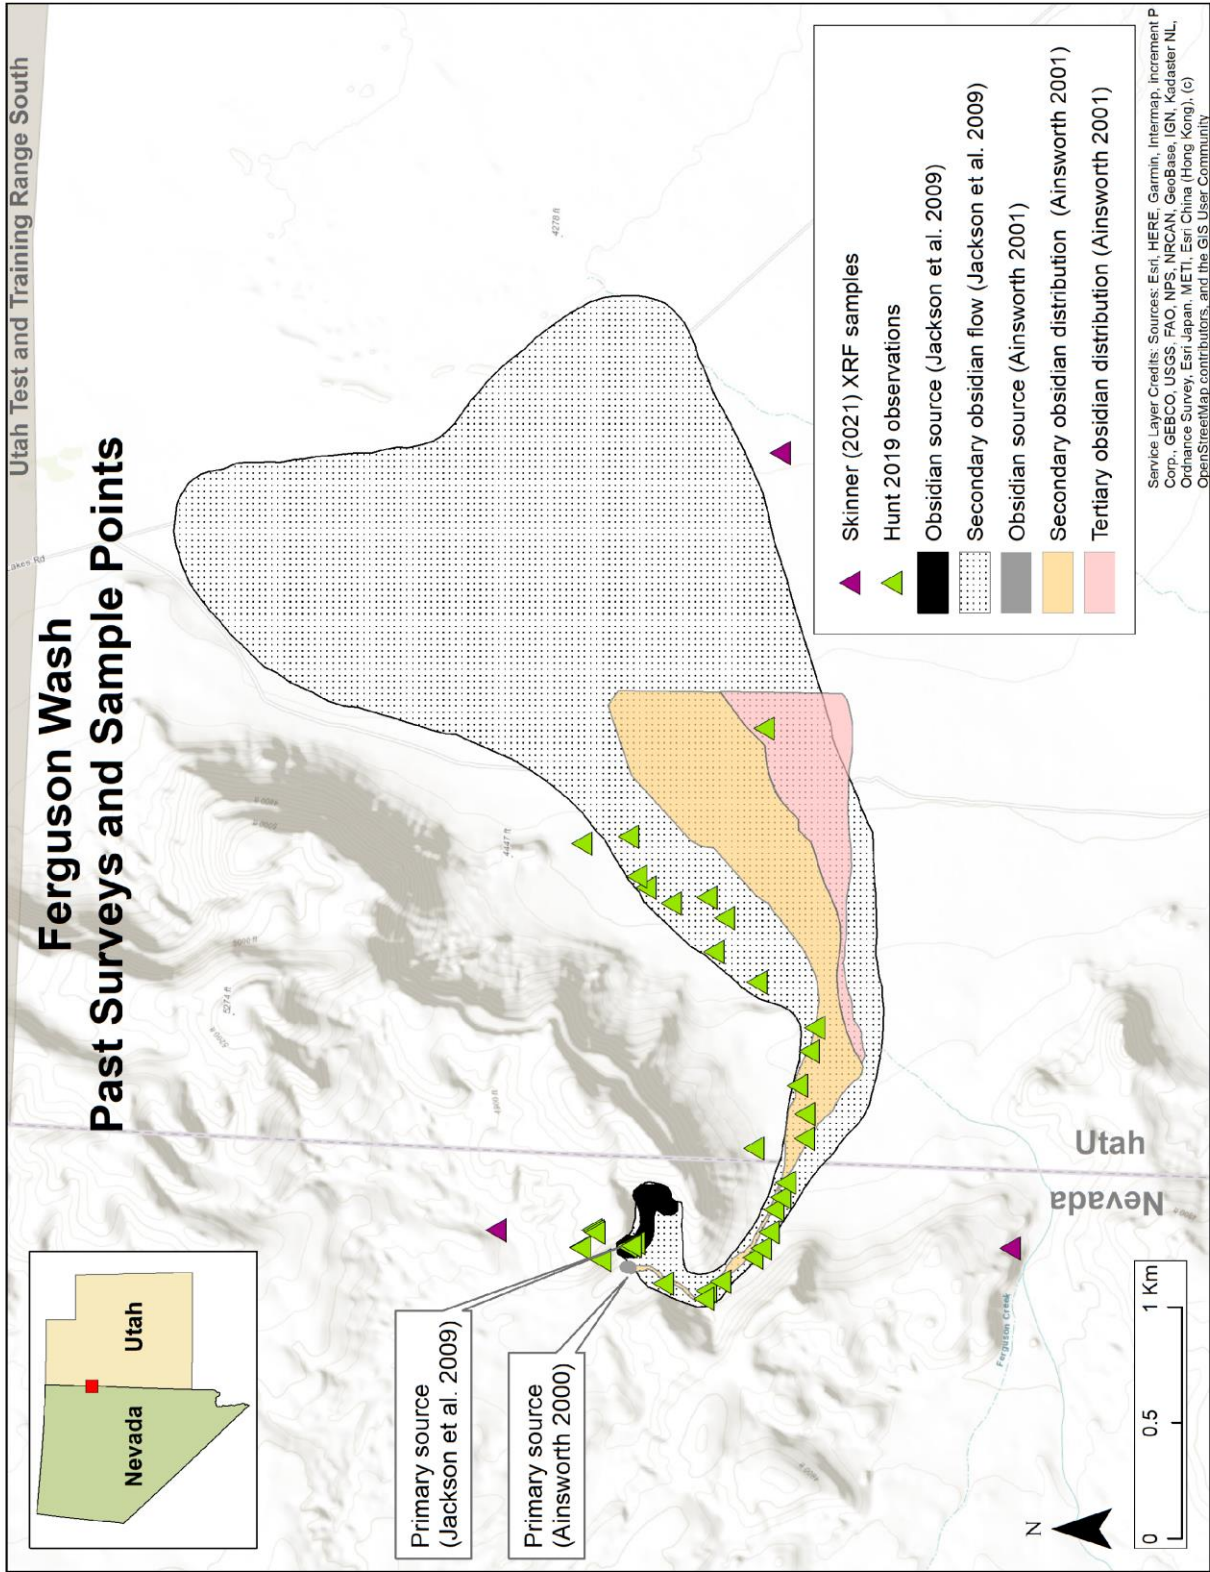 Utah Test and Training Range South
Ferguson Wash
Past Surveys and Sample Points
Lakes Rd
Nevada
Utah
5000 ft
5274 ft
4447 ft
4278 ft
Primary source
(Jackson et al. 2009)
Primary source
(Ainsworth 2000)
Nevada
Utah
Ferguson Creek
N
0
0.5
1 Km
Skinner (2021) XRF samples
Hunt 2019 observations
Obsidian source (Jackson et al. 2009)
Secondary obsidian flow (Jackson et al. 2009)
Obsidian source (Ainsworth 2001)
Secondary obsidian distribution (Ainsworth 2001)
Tertiary obsidian distribution (Ainsworth 2001)
Service Layer Credits: Sources: Esri, HERE, Garmin, Intermap, increment P
Corp., GEBCO, USGS, FAO, NPS, NRCAN, GeoBase, IGN, Kadaster NL,
Ordnance Survey, Esri Japan, METI, Esri China (Hong Kong), (c)
OpenStreetMap contributors, and the GIS User Community